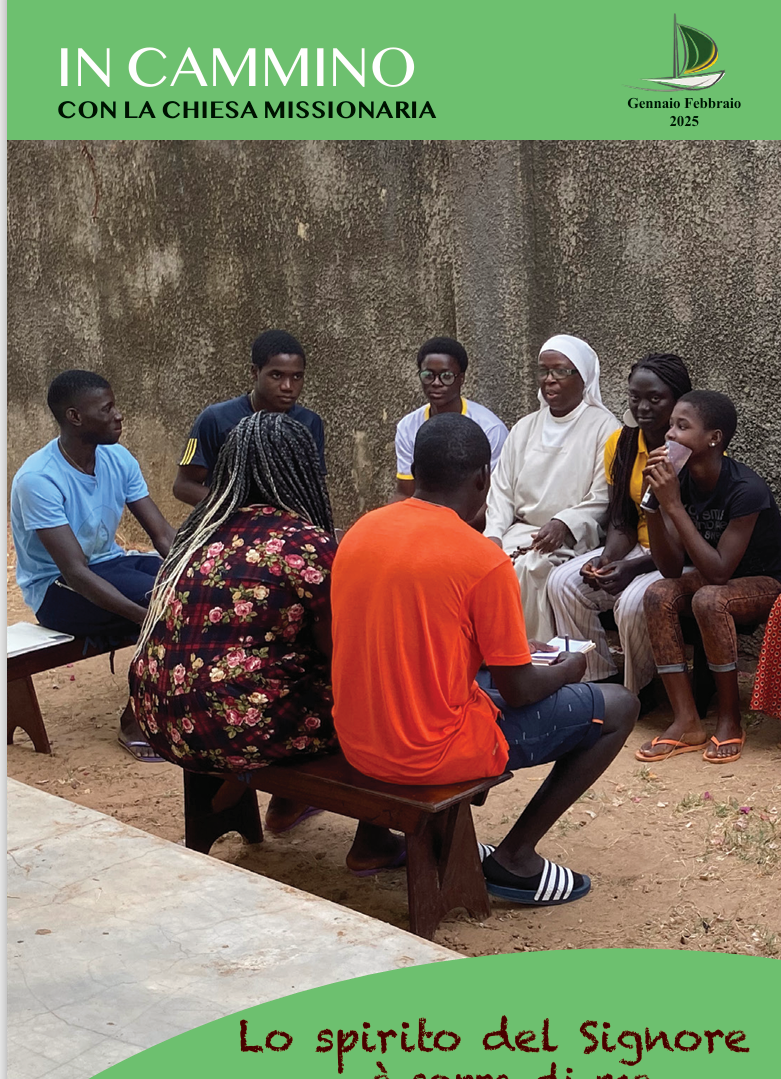 IN CAMMINO
CON LA CHIESA MISSIONARIA
Gennaio Febbraio
2025
Lo spirito del Signore